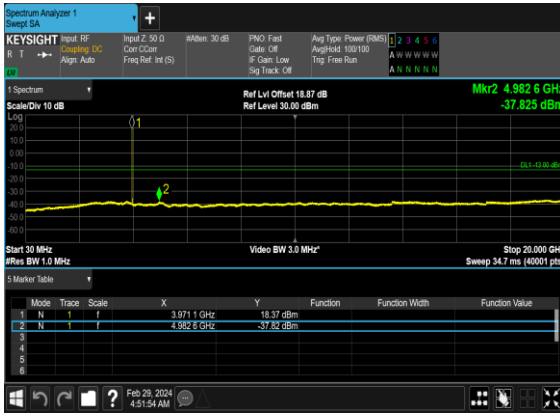 Spectrum Analyzer 1
Swept SA
KEYSIGHT
R T
Input: RF
Coupling: DC
Align: Auto
Input Z: 50 Ω
Corr CCorr
Freq Ref: Int (S)
#Atten: 30 dB
PNO: Fast
Gate: Off
IF Gain: Low
Sig Track: Off
Avg Type: Power (RMS)
Avg|Hold: 100/100
Trig: Free Run
1 2 3 4 5 6
A W W W W W
A N N N N N
1 Spectrum
Scale/Div 10 dB
Ref Lvl Offset 18.87 dB
Ref Level 30.00 dBm
Mkr2 4.982 6 GHz
-37.825 dBm
Log
20.0
10.0
0.00
-10.0
-20.0
-30.0
-40.0
-50.0
-60.0
1
2
DL1 -13.00 dBm
Start 30 MHz
#Res BW 1.0 MHz
Video BW 3.0 MHz*
Stop 20.000 GHz
Sweep 34.7 ms (40001 pts)
5 Marker Table
Mode Trace Scale X Y Function Function Width Function Value
1 N 1 f 3.971 1 GHz 18.37 dBm
2 N 1 f 4.982 6 GHz -37.82 dBm
3
4
5
6
Feb 29, 2024
4:51:54 AM